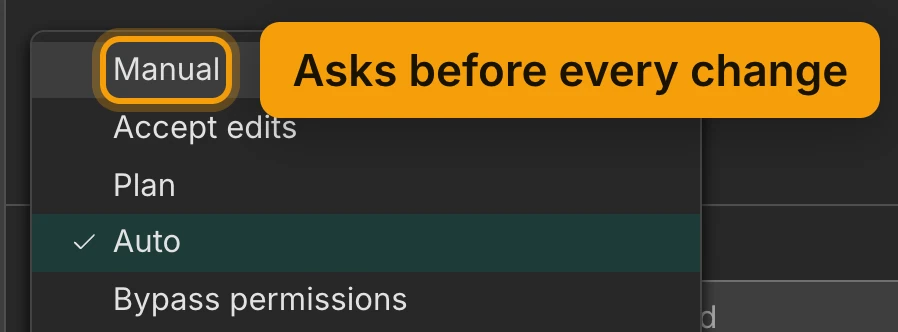 Manual
Asks before every change
Accept edits
Plan
Auto
Bypass permissions
d